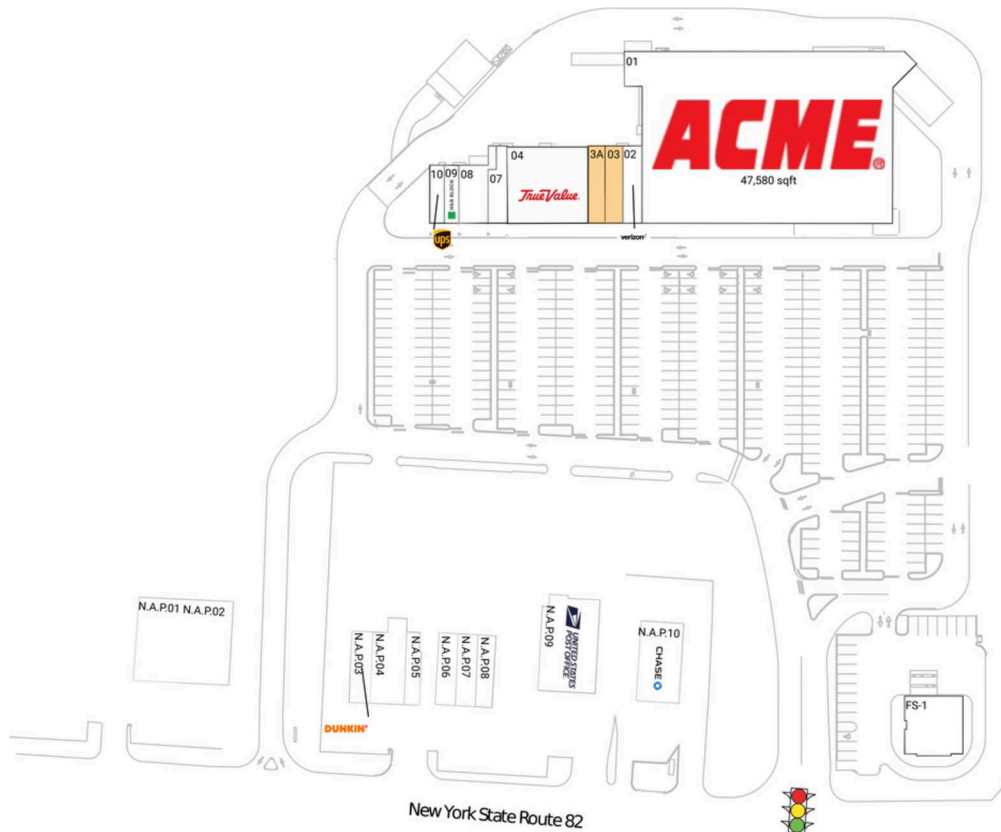 01
ACME
47,580 sqft
04
3A
03
02
10
09
08
07
H&R BLOCK
TrueValue
ups
verizon
N.A.P.01 N.A.P.02
N.A.P.03
N.A.P.04
N.A.P.05
N.A.P.06
N.A.P.07
N.A.P.08
N.A.P.09
UNITED STATES
POST OFFICE
N.A.P.10
CHASE
FS-1
DUNKIN'
New York State Route 82